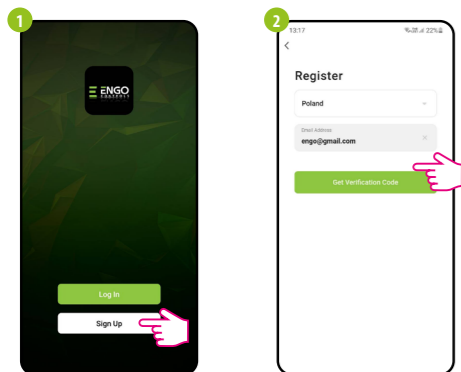 1
ENGO
CONTROLS
Log In
Sign Up
2
13:17
22%
Register
Poland
Email Address
engo@gmail.com
Get Verification Code